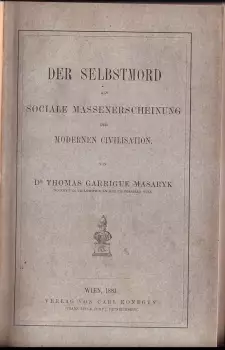 DER SELBSTMORD
ALS
SOCIALE MASSENERSCHEINUNG
DER
MODERNEN CIVILISATION.
VON
DR THOMAS GARRIGUE MASARYK
WIEN, 1881.
VERLAG VON CARL KONEGEN